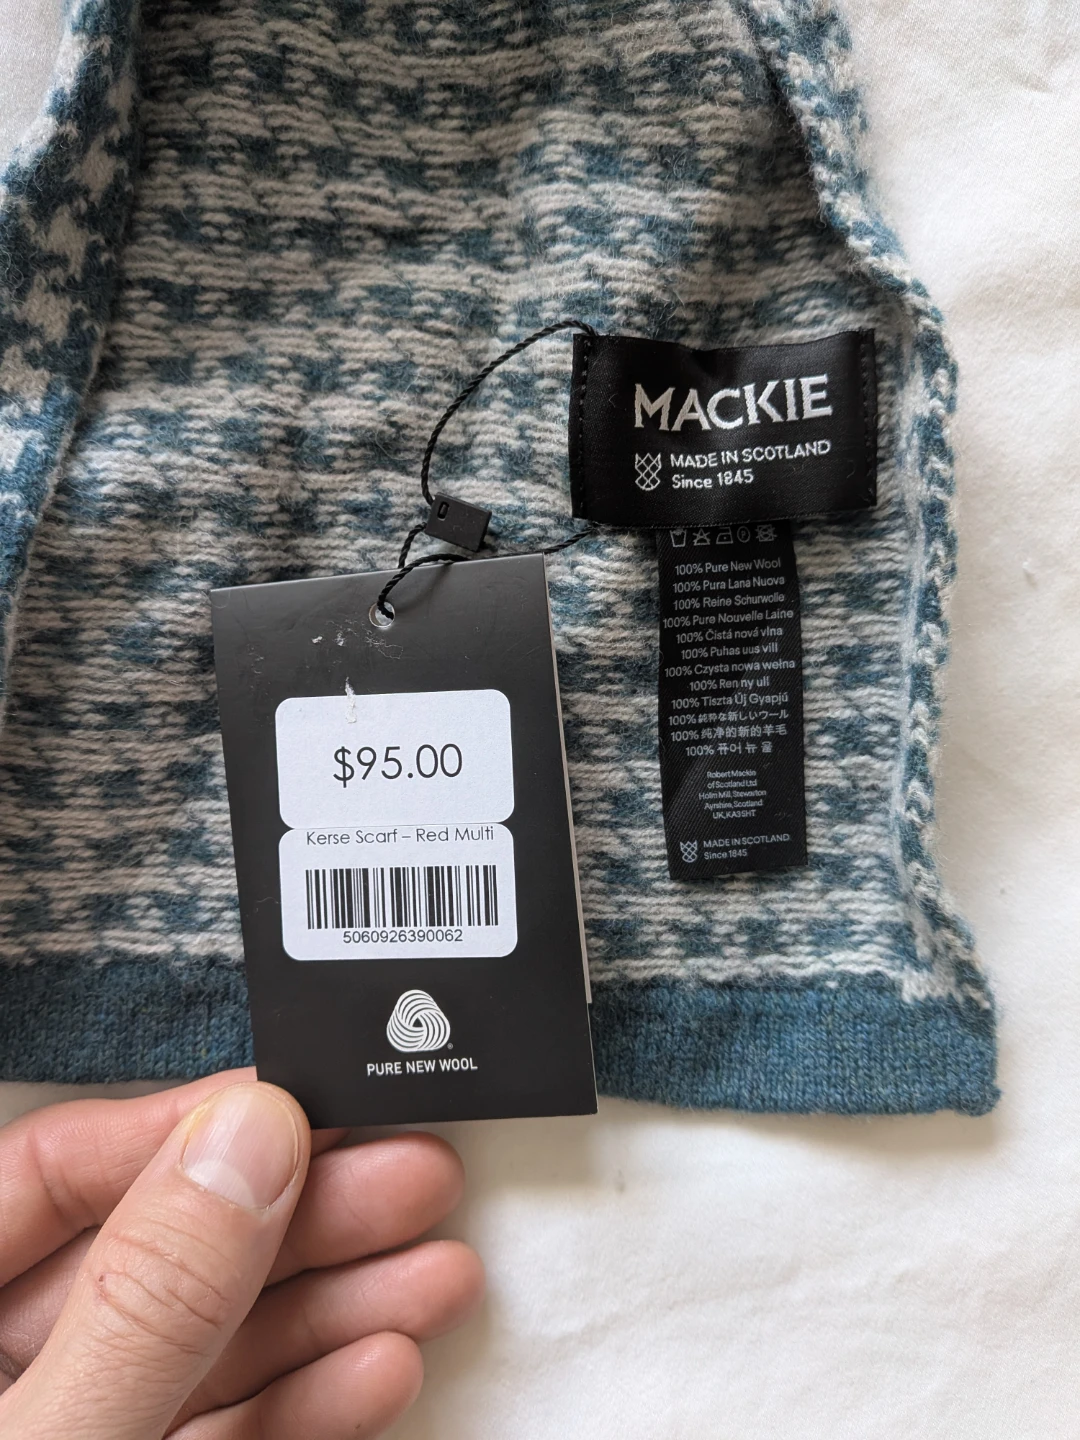 MACKIE
MADE IN SCOTLAND
Since 1845
100% Pure New Wool
100% Pura Lana Nuova
100% Reine Schurwolle
100% Pure Nouvelle Laine
100% Čistá nová vlna
100% Puhas uus vill
100% Czysta nowa wełna
100% Ren ny ull
100% Tiszta Új Gyapjú
100% 純粋な新しいウール
100% 纯净的新的羊毛
100% 퓨어 뉴 울
Robert Mackie
of Scotland Ltd
Holm Mill, Stewarton
Ayrshire, Scotland
UK, KA3 5HT
MADE IN SCOTLAND
Since 1845
$95.00
Kerse Scarf – Red Multi
5060926390062
PURE NEW WOOL